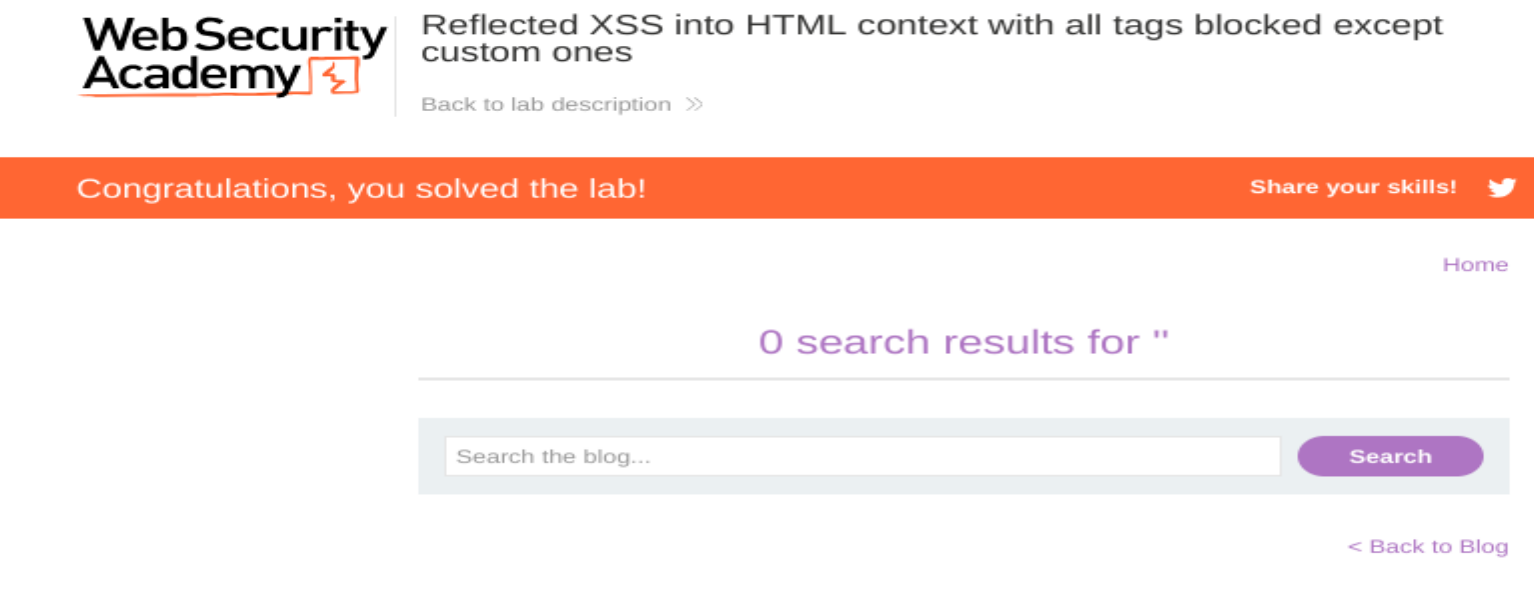 Web Security
Academy
Reflected XSS into HTML context with all tags blocked except
custom ones
Back to lab description »
Congratulations, you solved the lab!
Share your skills!
Home
0 search results for ''
Search the blog...
Search
< Back to Blog